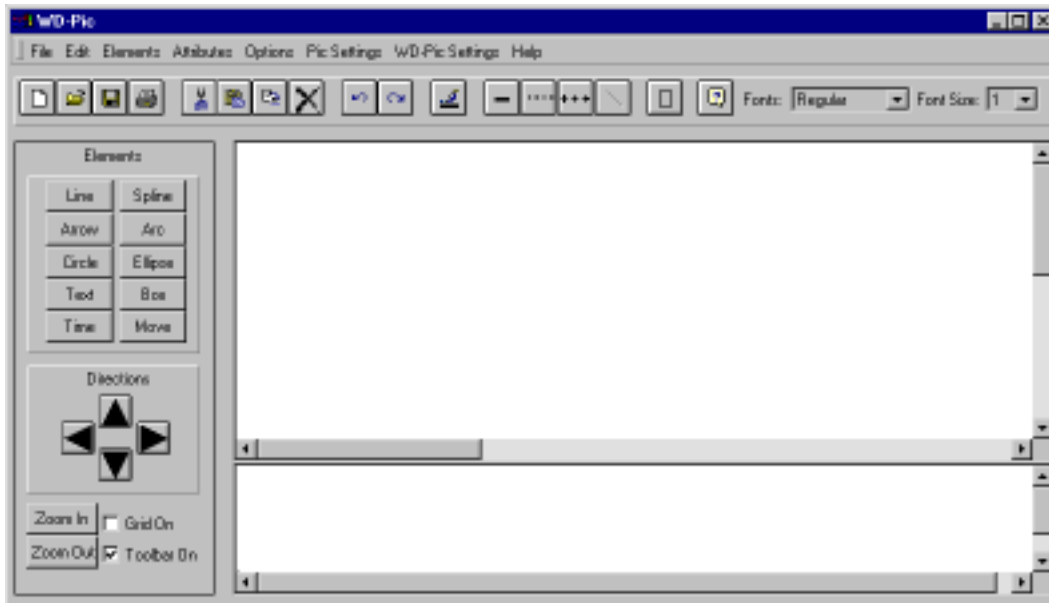 WD-Pic
File Edit Elements Attributes Options Pic Settings WD-Pic Settings Help
Fonts: Regular Font Size: 1
Elements
Line Spline
Arrow Arc
Circle Ellipse
Text Box
Time Move
Directions
Zoom In Grid On
Zoom Out Toolbar On